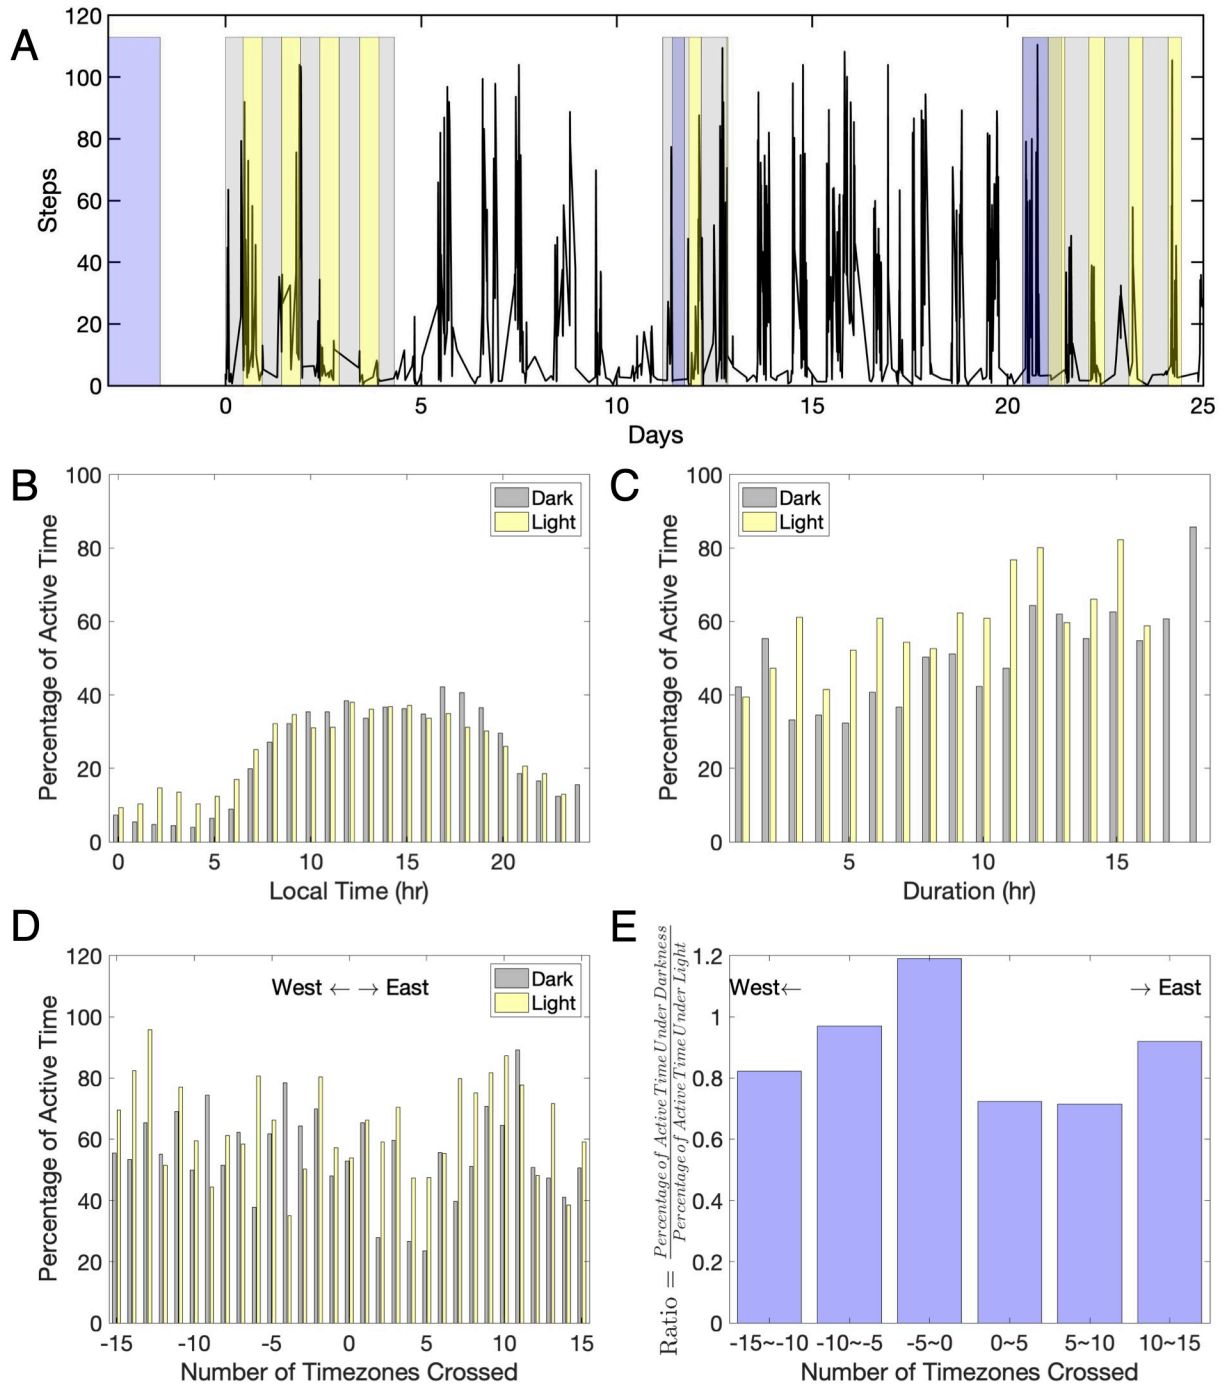 A
120
100
80
60
40
20
0
Steps
0 5 10 15 20 25
Days
B
100
80
60
40
20
0
Percentage of Active Time
Dark
Light
0 5 10 15 20
Local Time (hr)
C
100
80
60
40
20
0
Percentage of Active Time
Dark
Light
5 10 15
Duration (hr)
D
120
100
80
60
40
20
0
Percentage of Active Time
West ← → East
Dark
Light
-15 -10 -5 0 5 10 15
Number of Timezones Crossed
E
1.2
1
0.8
0.6
0.4
0.2
0
Ratio = Percentage of Active Time Under Darkness
Percentage of Active Time Under Light
West←
→ East
-15~-10 -10~-5 -5~0 0~5 5~10 10~15
Number of Timezones Crossed